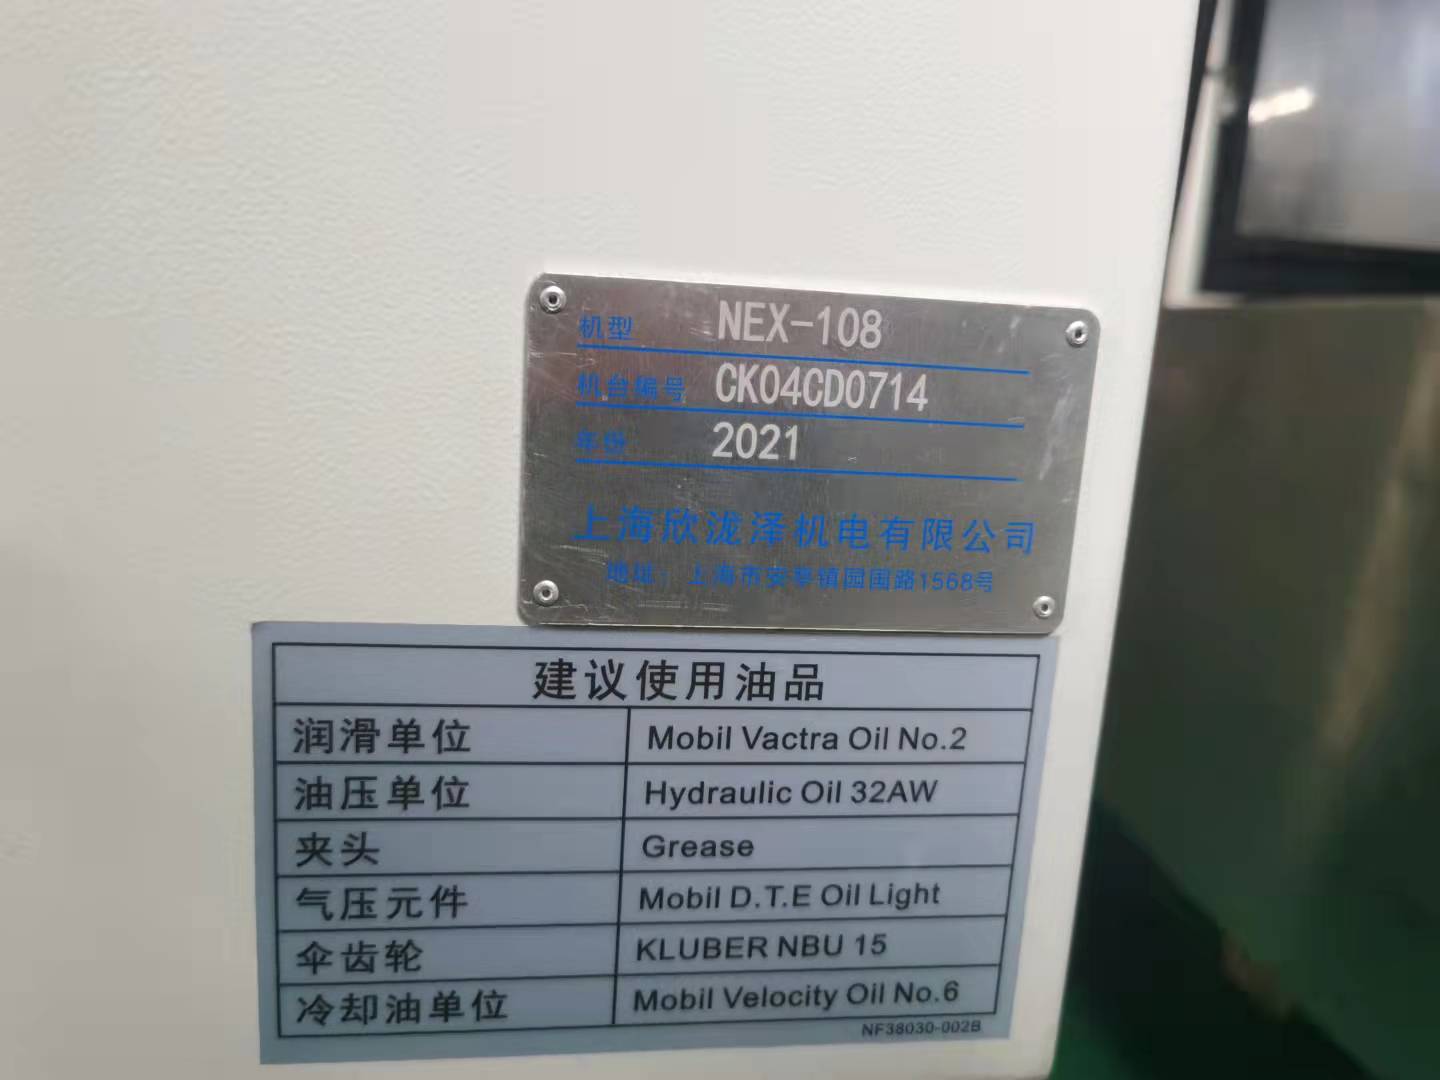 机型 NEX-108
机台编号 CK04CD0714
年份 2021
上海欣泷泽机电有限公司
地址：上海市安亭镇园国路1568号
建议使用油品
润滑单位 Mobil Vactra Oil No.2
油压单位 Hydraulic Oil 32AW
夹头 Grease
气压元件 Mobil D.T.E Oil Light
伞齿轮 KLUBER NBU 15
冷却油单位 Mobil Velocity Oil No.6
NF38030-002B